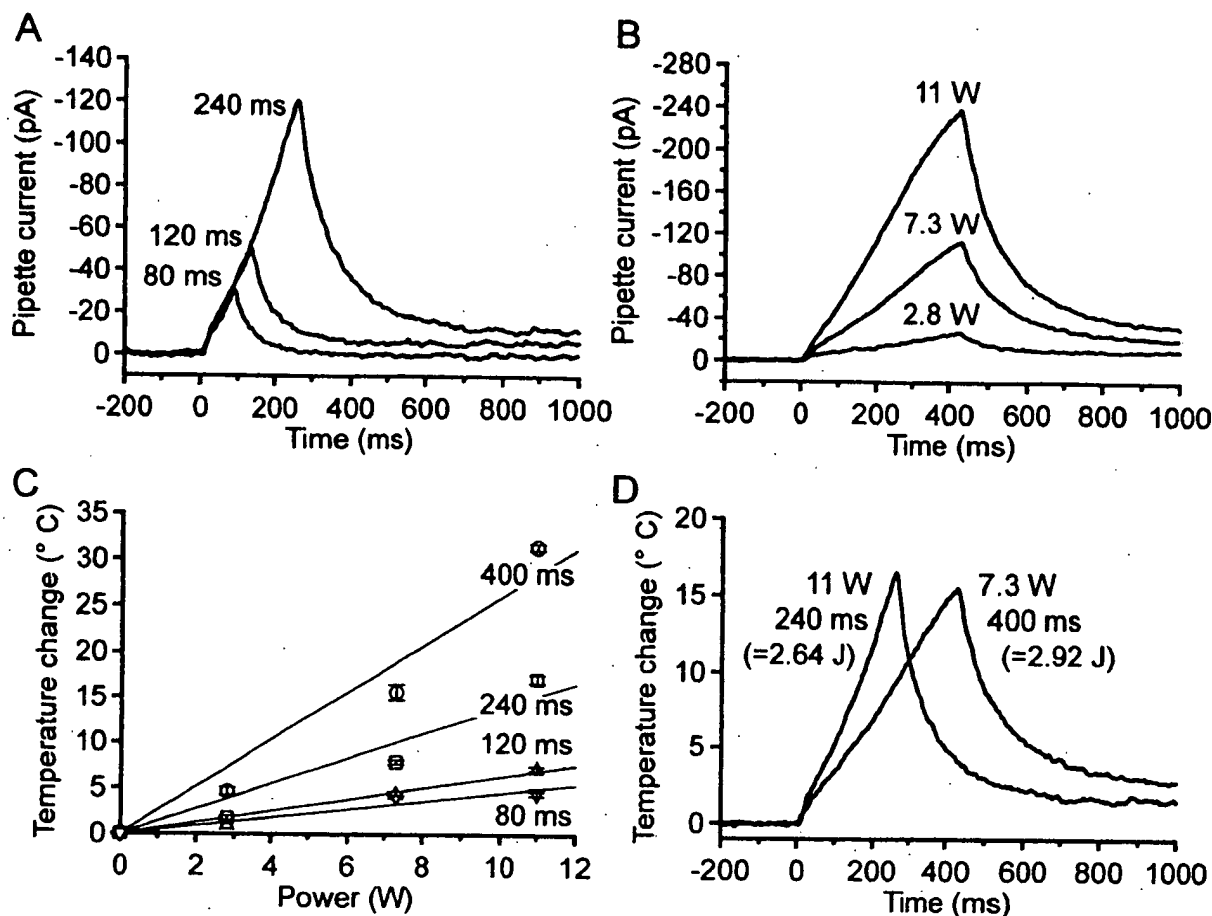 A
-140
-120
-100
-80
-60
-40
-20
0
Pipette current (pA)
240 ms
120 ms
80 ms
-200 0 200 400 600 800 1000
Time (ms)
B
-280
-240
-200
-160
-120
-80
-40
0
Pipette current (pA)
11 W
7.3 W
2.8 W
-200 0 200 400 600 800 1000
Time (ms)
C
35
30
25
20
15
10
5
0
Temperature change (° C)
400 ms
240 ms
120 ms
80 ms
0 2 4 6 8 10 12
Power (W)
D
20
15
10
5
0
Temperature change (° C)
11 W
240 ms
(=2.64 J)
7.3 W
400 ms
(=2.92 J)
-200 0 200 400 600 800 1000
Time (ms)